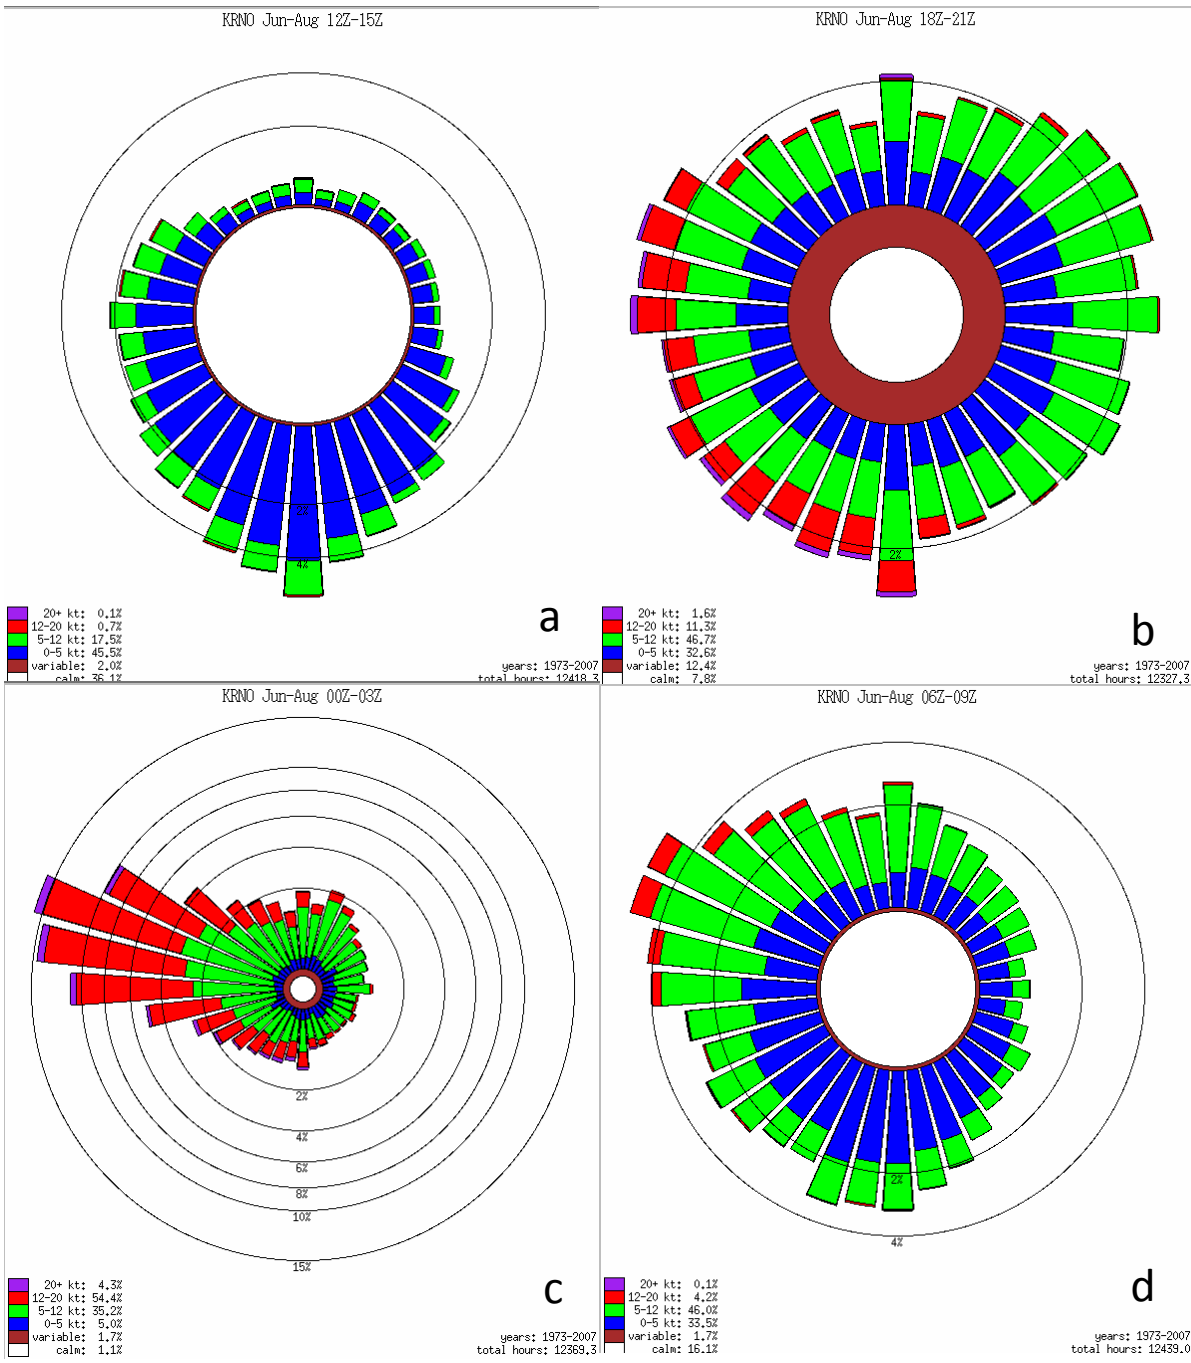 KRNO Jun-Aug 12Z-15Z
2%
4%
20+ kt: 0.1%
12-20 kt: 0.7%
5-12 kt: 17.5%
0-5 kt: 45.5%
variable: 2.0%
calm: 36.1%
a
years: 1973-2007
total hours: 12418.3
KRNO Jun-Aug 18Z-21Z
2%
20+ kt: 1.6%
12-20 kt: 11.3%
5-12 kt: 46.7%
0-5 kt: 32.6%
variable: 12.4%
calm: 7.8%
b
years: 1973-2007
total hours: 12327.3
KRNO Jun-Aug 00Z-03Z
2%
4%
6%
8%
10%
15%
20+ kt: 4.3%
12-20 kt: 54.4%
5-12 kt: 35.2%
0-5 kt: 5.0%
variable: 1.7%
calm: 1.1%
c
years: 1973-2007
total hours: 12369.3
KRNO Jun-Aug 06Z-09Z
2%
4%
20+ kt: 0.1%
12-20 kt: 4.2%
5-12 kt: 46.0%
0-5 kt: 33.5%
variable: 1.7%
calm: 16.1%
d
years: 1973-2007
total hours: 12439.0